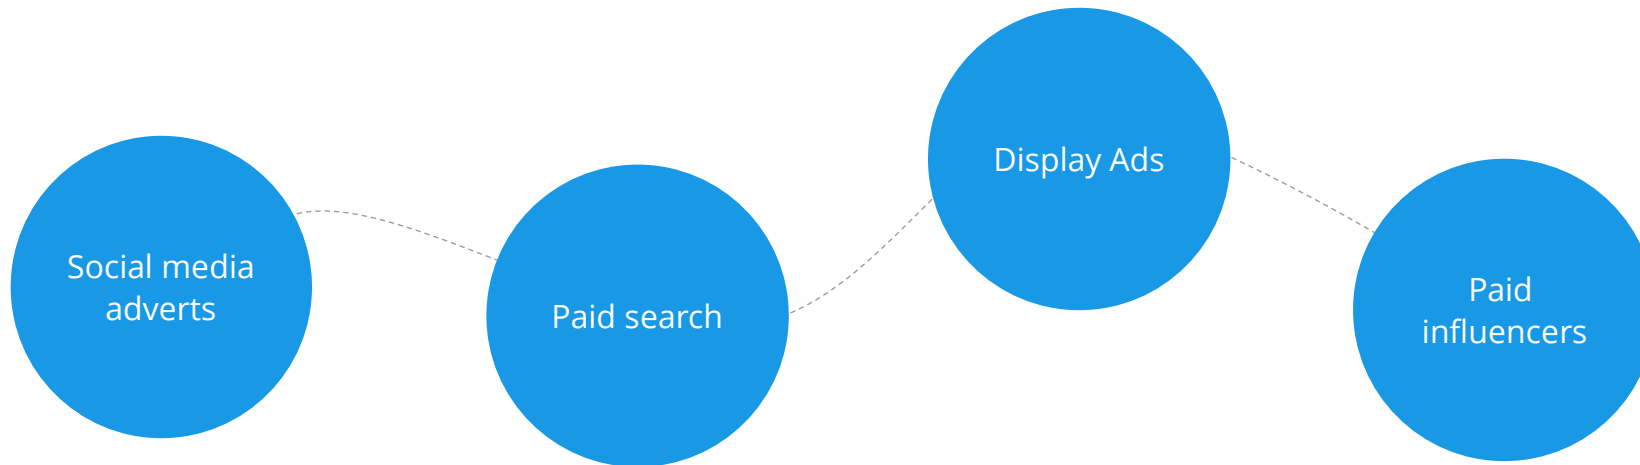 Social media
adverts
Paid search
Display Ads
Paid
influencers